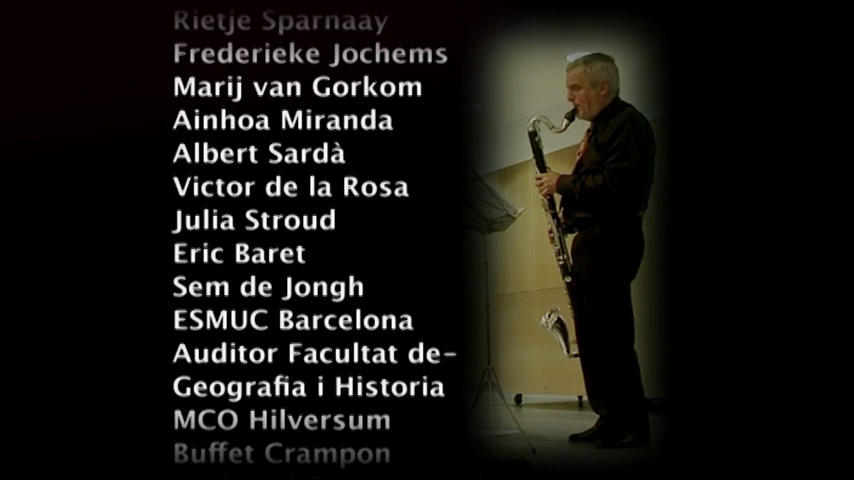 Rietje Sparnaay
Frederieke Jochems
Marij van Gorkom
Ainhoa Miranda
Albert Sardà
Victor de la Rosa
Julia Stroud
Eric Baret
Sem de Jongh
ESMUC Barcelona
Auditor Facultat de-
Geografia i Historia
MCO Hilversum
Buffet Crampon